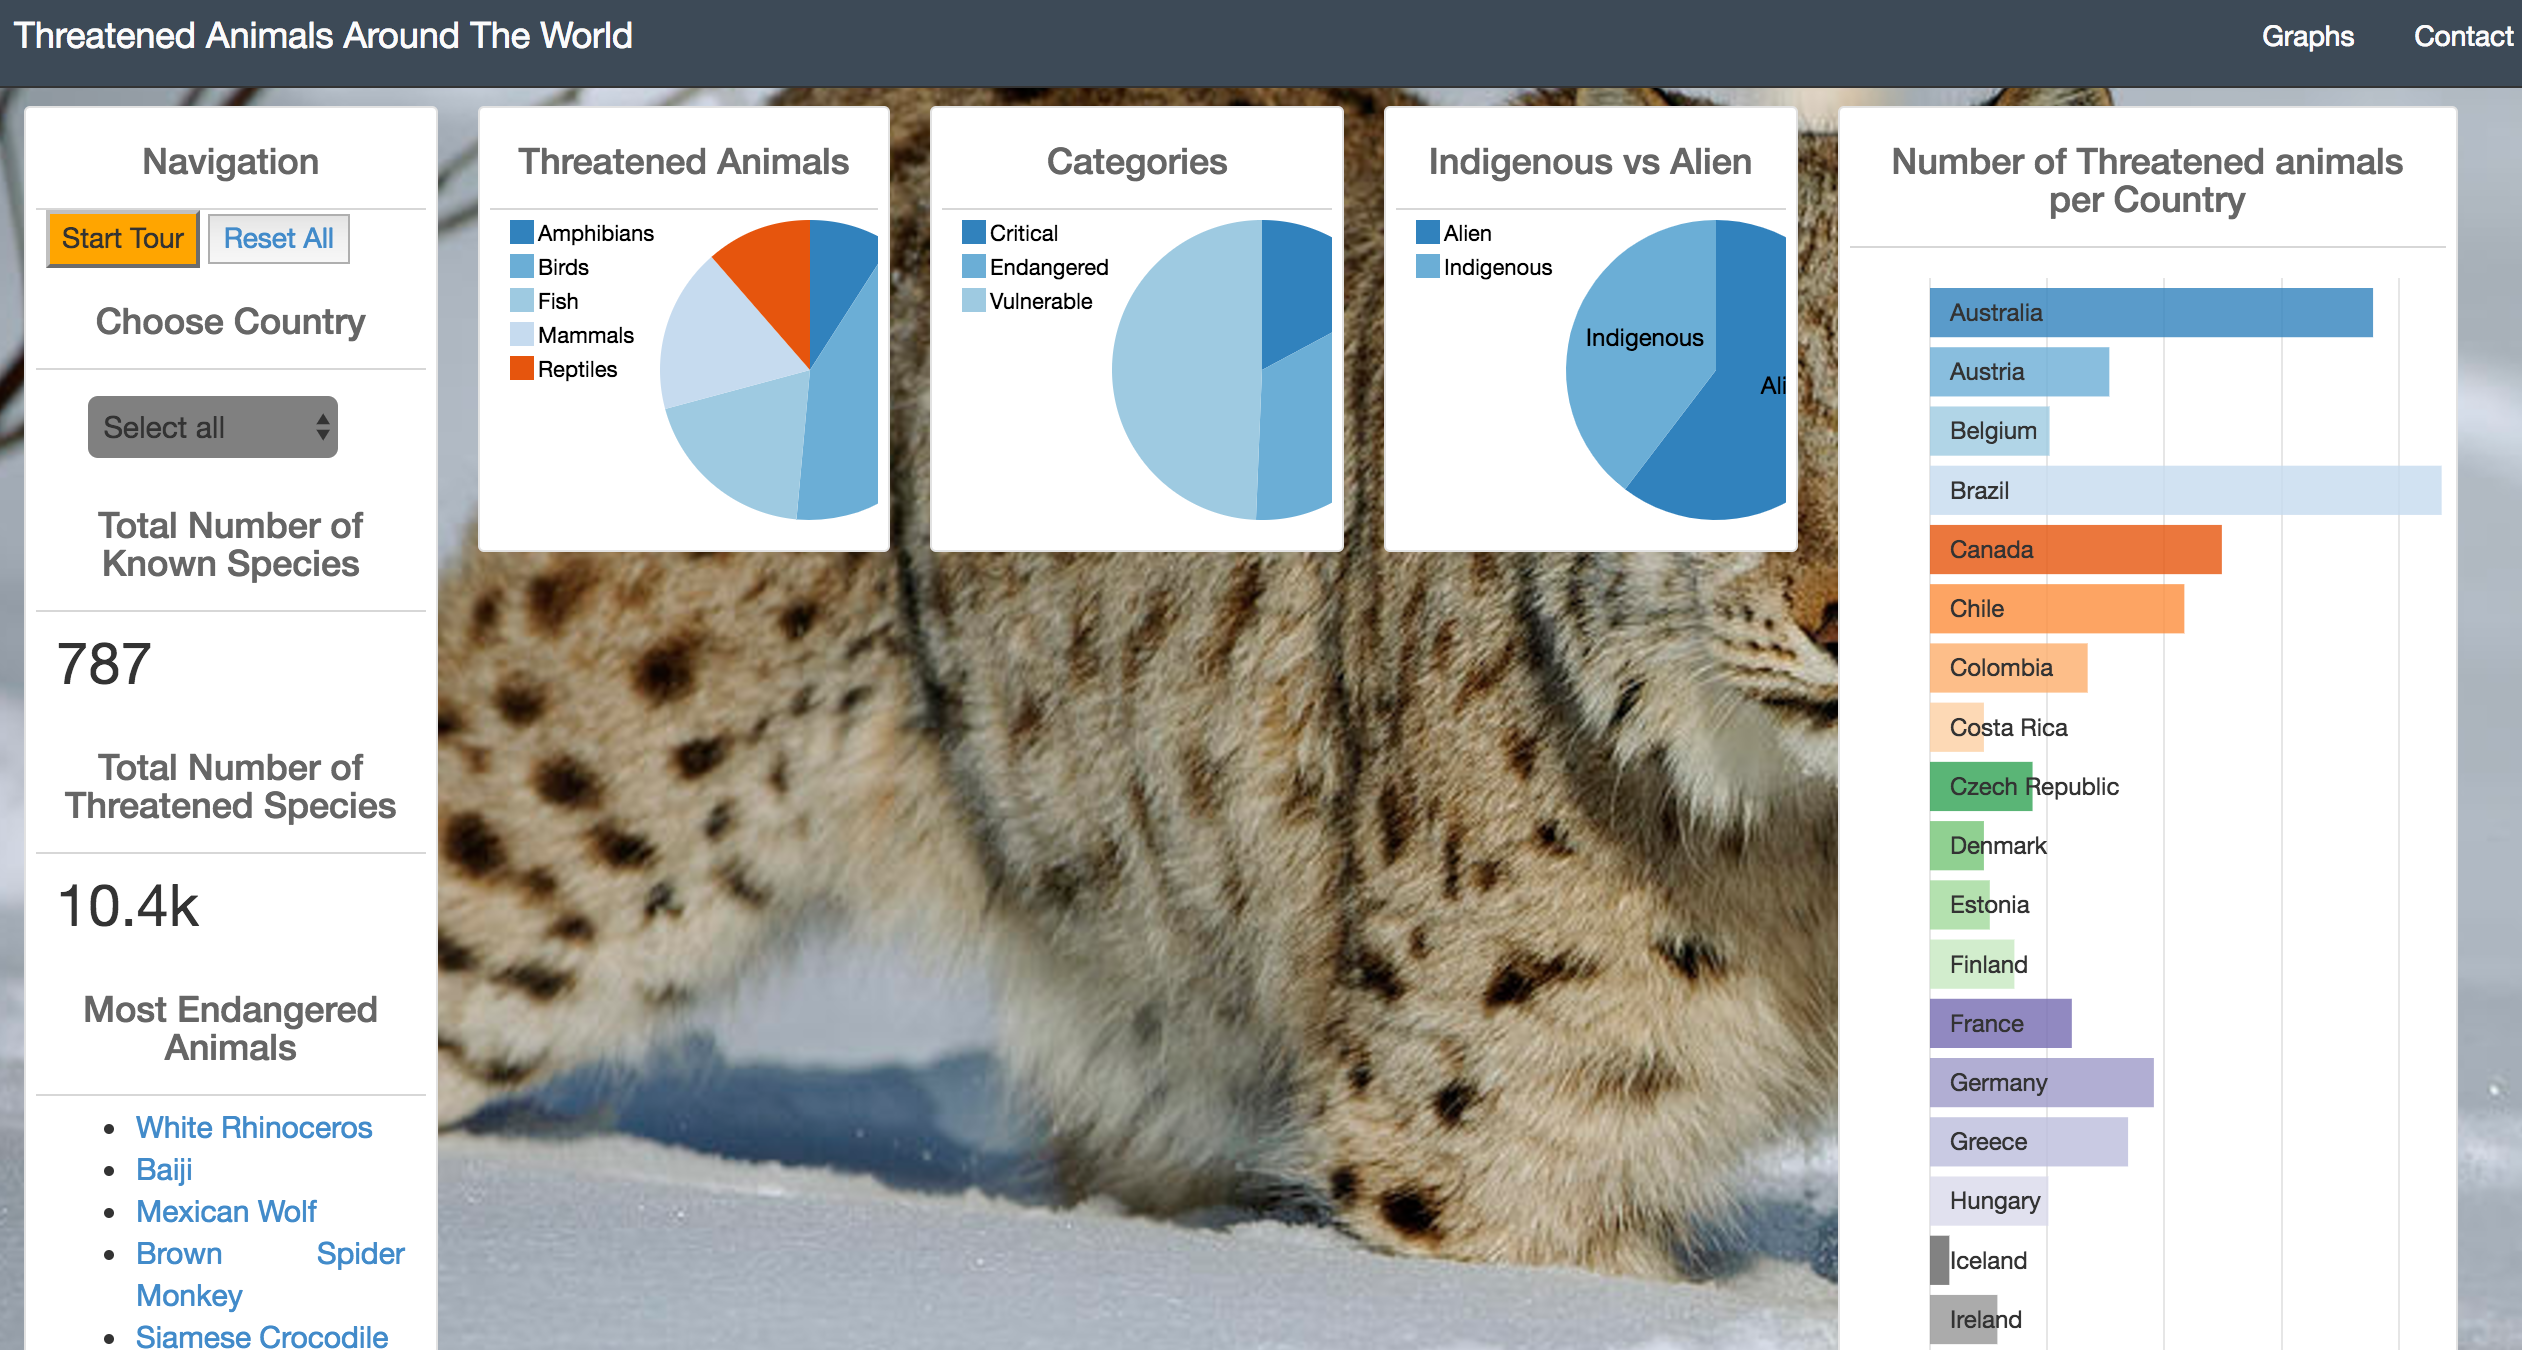 Threatened Animals Around The World
Graphs
Contact
Navigation
Start Tour
Reset All
Choose Country
Select all
Total Number of
Known Species
787
Total Number of
Threatened Species
10.4k
Most Endangered
Animals
White Rhinoceros
Baiji
Mexican Wolf
Brown Spider
Monkey
Siamese Crocodile
Threatened Animals
Amphibians
Birds
Fish
Mammals
Reptiles
Categories
Critical
Endangered
Vulnerable
Indigenous vs Alien
Alien
Indigenous
Indigenous
Ali
Number of Threatened animals
per Country
Australia
Austria
Belgium
Brazil
Canada
Chile
Colombia
Costa Rica
Czech Republic
Denmark
Estonia
Finland
France
Germany
Greece
Hungary
Iceland
Ireland